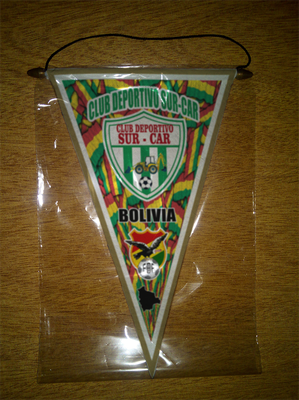 CLUB DEPORTIVO SUR-CAR
CLUB DEPORTIVO
SUR - CAR
BOLIVIA